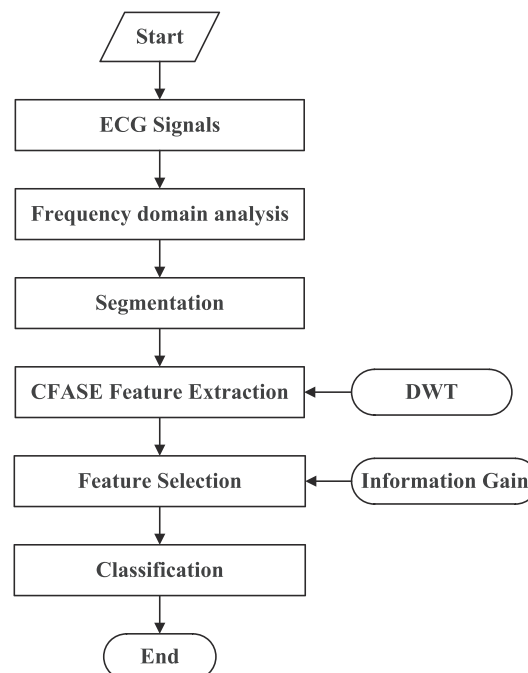 Start
ECG Signals
Frequency domain analysis
Segmentation
CFASE Feature Extraction
DWT
Feature Selection
Information Gain
Classification
End